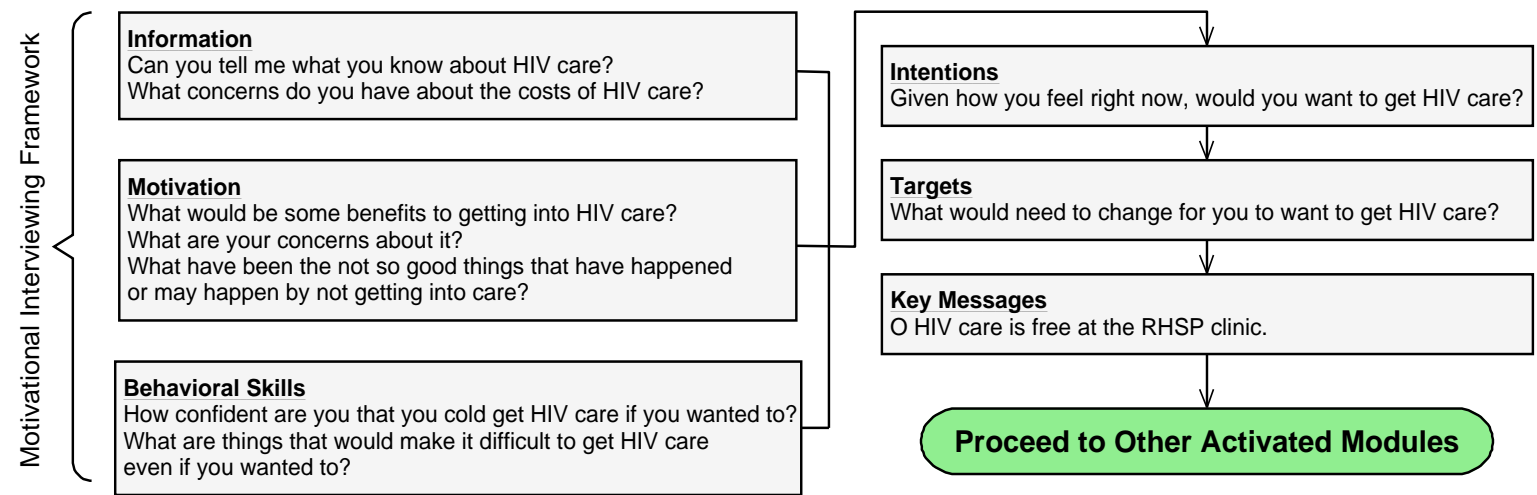 Motivational Interviewing Framework
Information
Can you tell me what you know about HIV care?
What concerns do you have about the costs of HIV care?
Motivation
What would be some benefits to getting into HIV care?
What are your concerns about it?
What have been the not so good things that have happened
or may happen by not getting into care?
Behavioral Skills
How confident are you that you cold get HIV care if you wanted to?
What are things that would make it difficult to get HIV care
even if you wanted to?
Intentions
Given how you feel right now, would you want to get HIV care?
Targets
What would need to change for you to want to get HIV care?
Key Messages
O HIV care is free at the RHSP clinic.
Proceed to Other Activated Modules